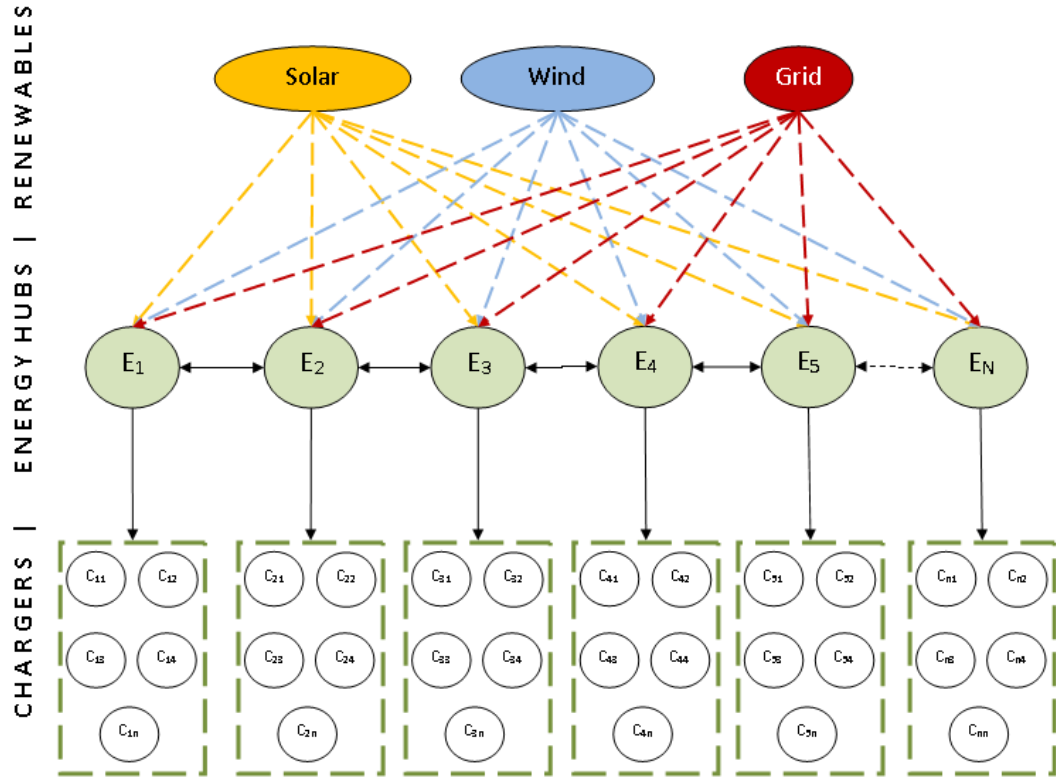 Solar
Wind
Grid
E1
E2
E3
E4
E5
EN
C11 C12
C13 C14
C1n
C21 C22
C23 C24
C2n
C31 C32
C33 C34
C3n
C41 C42
C43 C44
C4n
C51 C52
C53 C54
C5n
Cn1 Cn2
Cn3 Cn4
Cnn
CHARGERS | ENERGY HUBS | RENEWABLES